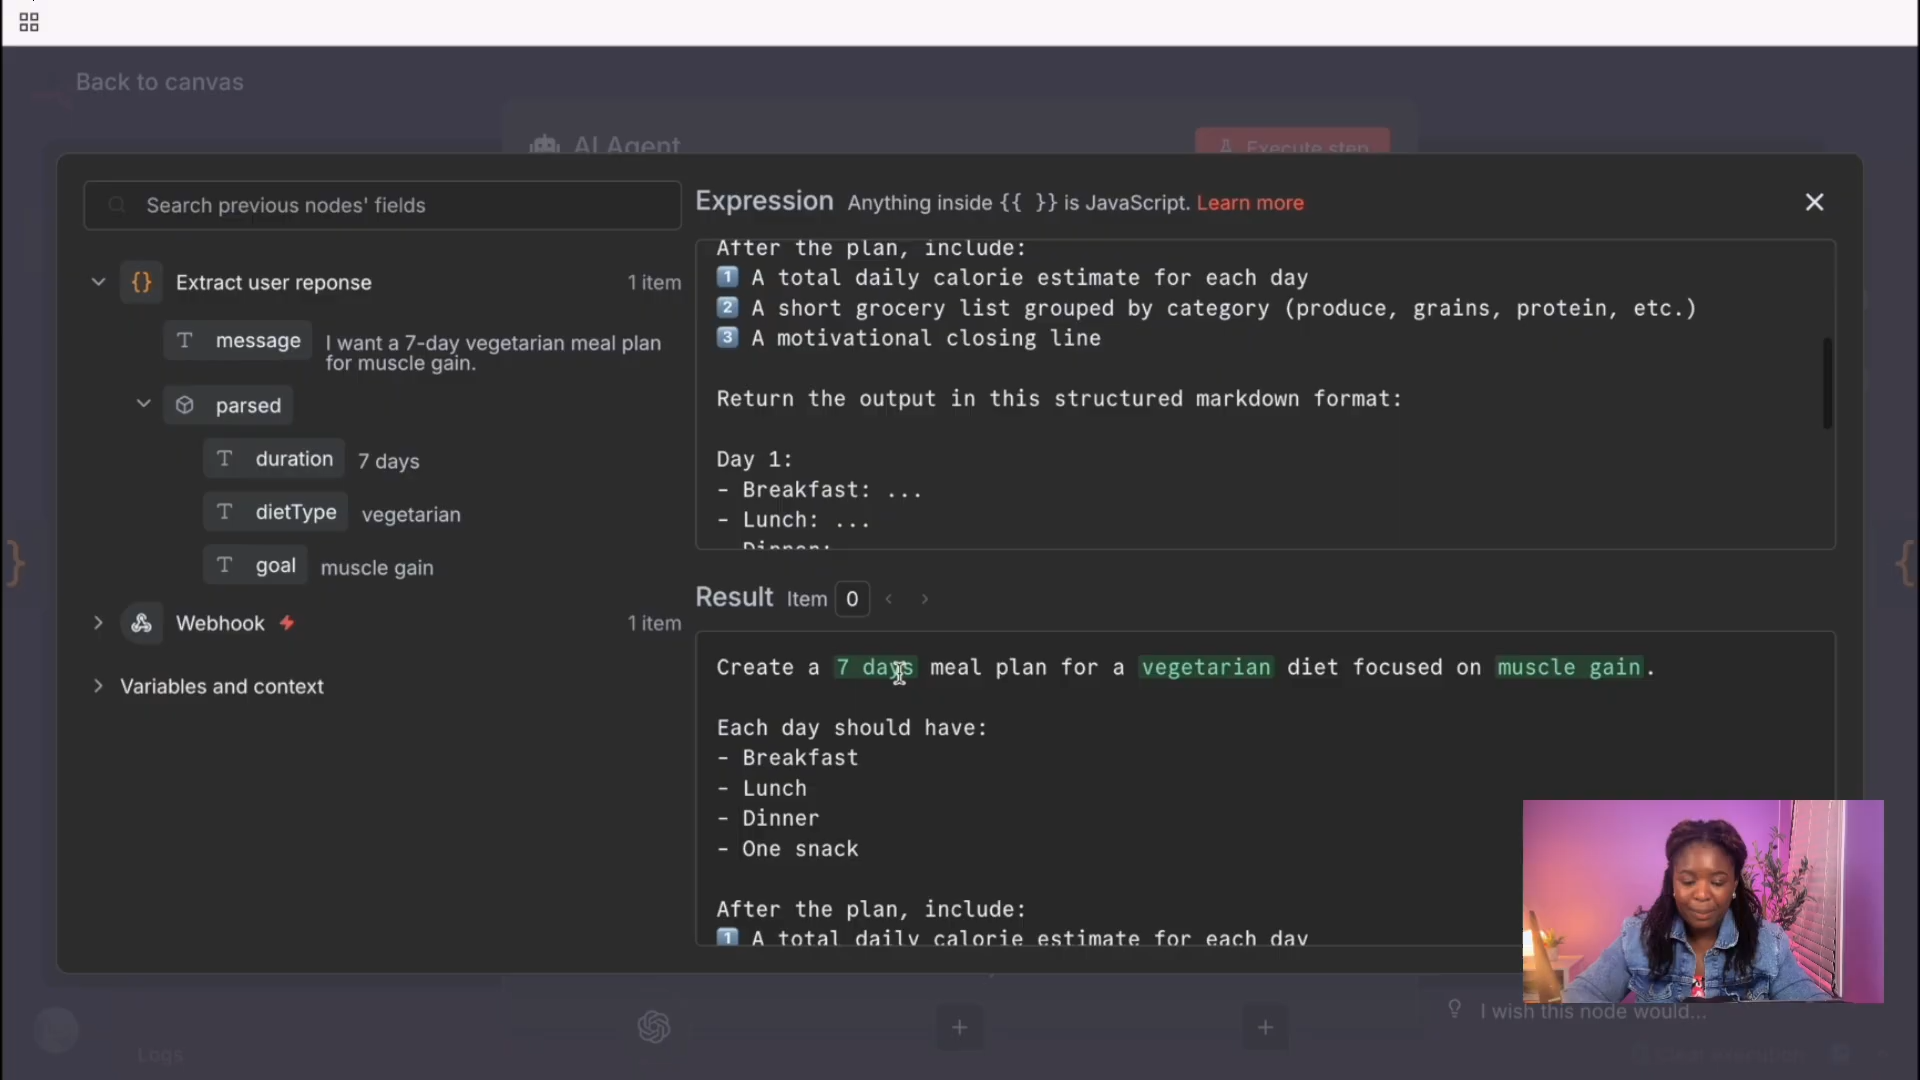 Back to canvas
AI Agent
Execute step
Search previous nodes' fields
Extract user reponse
1 item
message
I want a 7-day vegetarian meal plan
for muscle gain.
parsed
duration
7 days
dietType
vegetarian
goal
muscle gain
Webhook
1 item
Variables and context
Expression Anything inside {{ }} is JavaScript. Learn more
After the plan, include:
1️⃣ A total daily calorie estimate for each day
2️⃣ A short grocery list grouped by category (produce, grains, protein, etc.)
3️⃣ A motivational closing line
Return the output in this structured markdown format:
Day 1:
- Breakfast: ...
- Lunch: ...
Dinner:
Result Item 0
Create a 7 days meal plan for a vegetarian diet focused on muscle gain.
Each day should have:
- Breakfast
- Lunch
- Dinner
- One snack
After the plan, include:
1️⃣ A total daily calorie estimate for each day
I wish this node would...
Logs